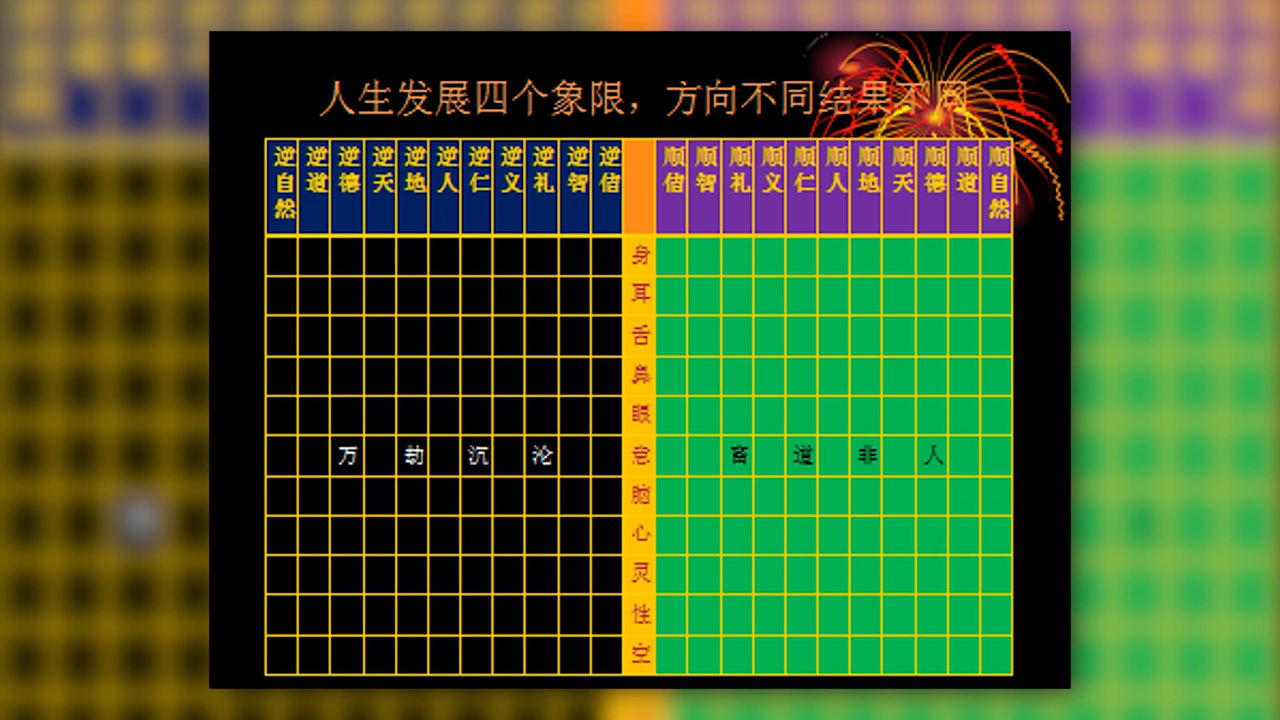 人生发展四个象限，方向不同结果不同
逆自然 逆道 逆德 逆天 逆地 逆人 逆仁 逆义 逆礼 逆智 逆信 顺信 顺智 顺礼 顺义 顺仁 顺人 顺地 顺天 顺德 顺道 顺自然
身
耳
舌
鼻
眼
万 劫 沉 沦 意 畜 道 非 人
脑
心
灵
性
空